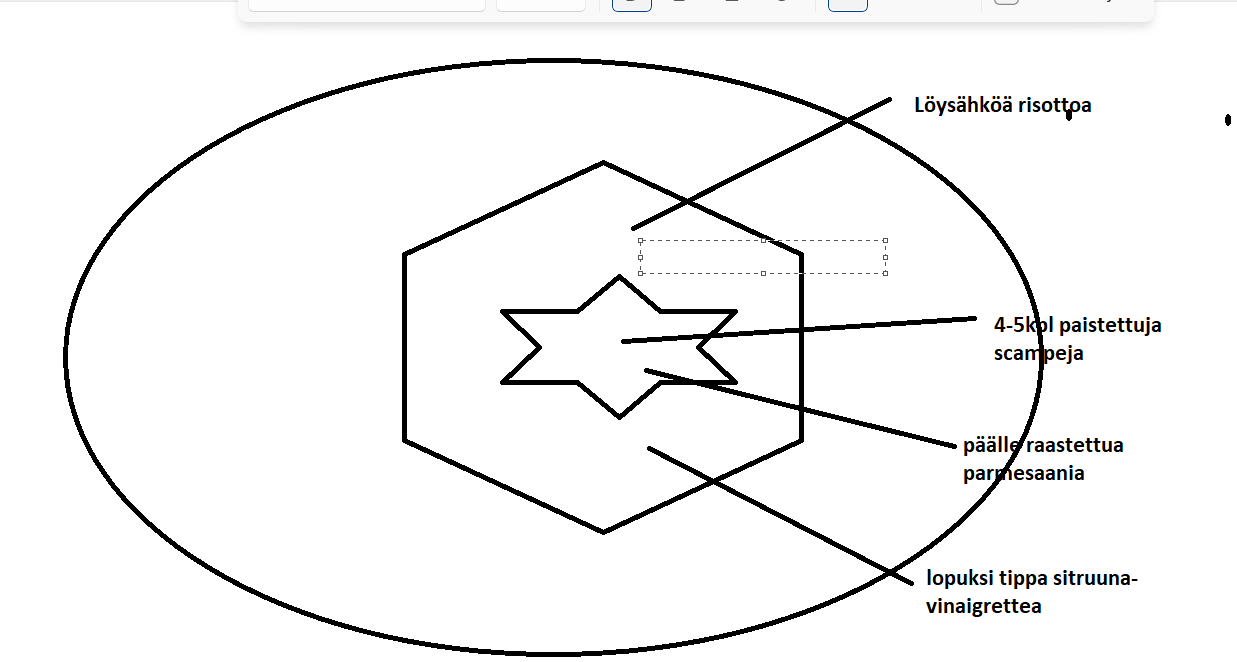 Löysähköä risottoa
4-5kpl paistettuja
scampeja
päälle raastettua
parmesaania
lopuksi tippa sitruuna-
vinaigrettea